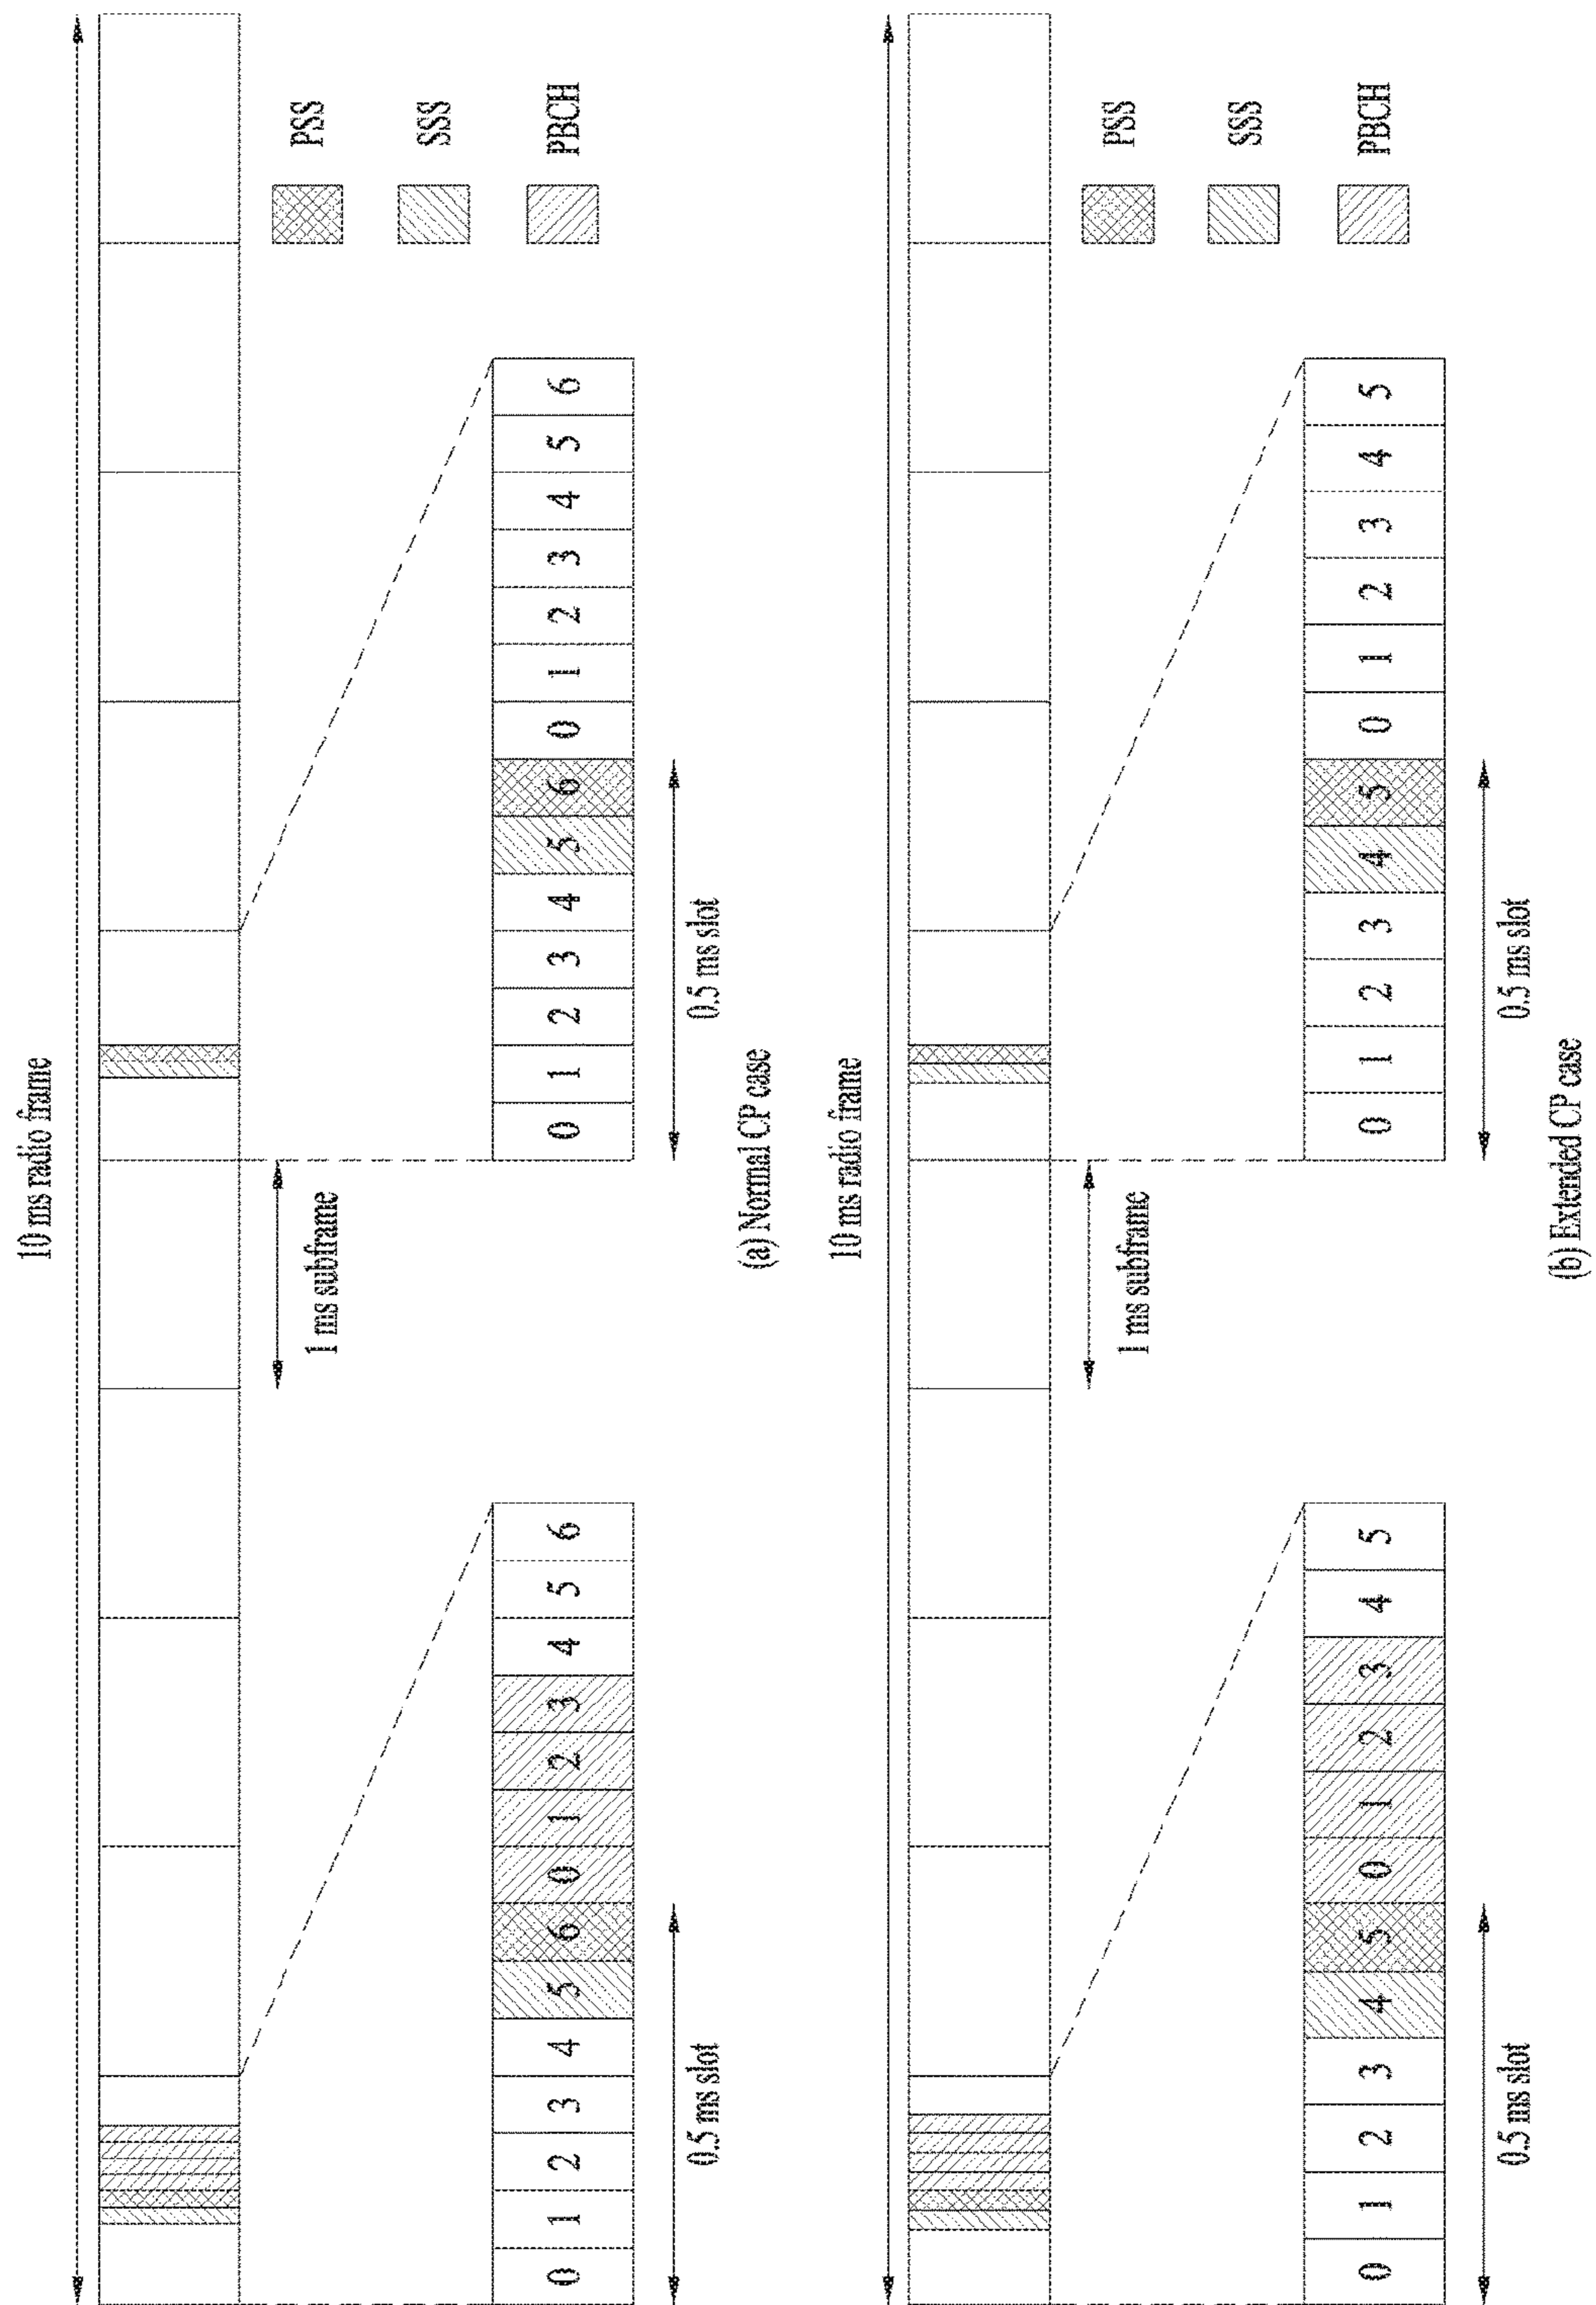 10 ms radio frame
PSS
SSS
PBCH
1 ms subframe
0 1 2 3 4 5 6 0 1 2 3 4 5 6
0 1 2 3 4 5 6 0 1 2 3 4 5 6
0.5 ms slot
0.5 ms slot
(a) Normal CP case
10 ms radio frame
PSS
SSS
PBCH
1 ms subframe
0 1 2 3 4 5 0 1 2 3 4 5
0 1 2 3 4 5 0 1 2 3 4 5
0.5 ms slot
0.5 ms slot
(b) Extended CP case